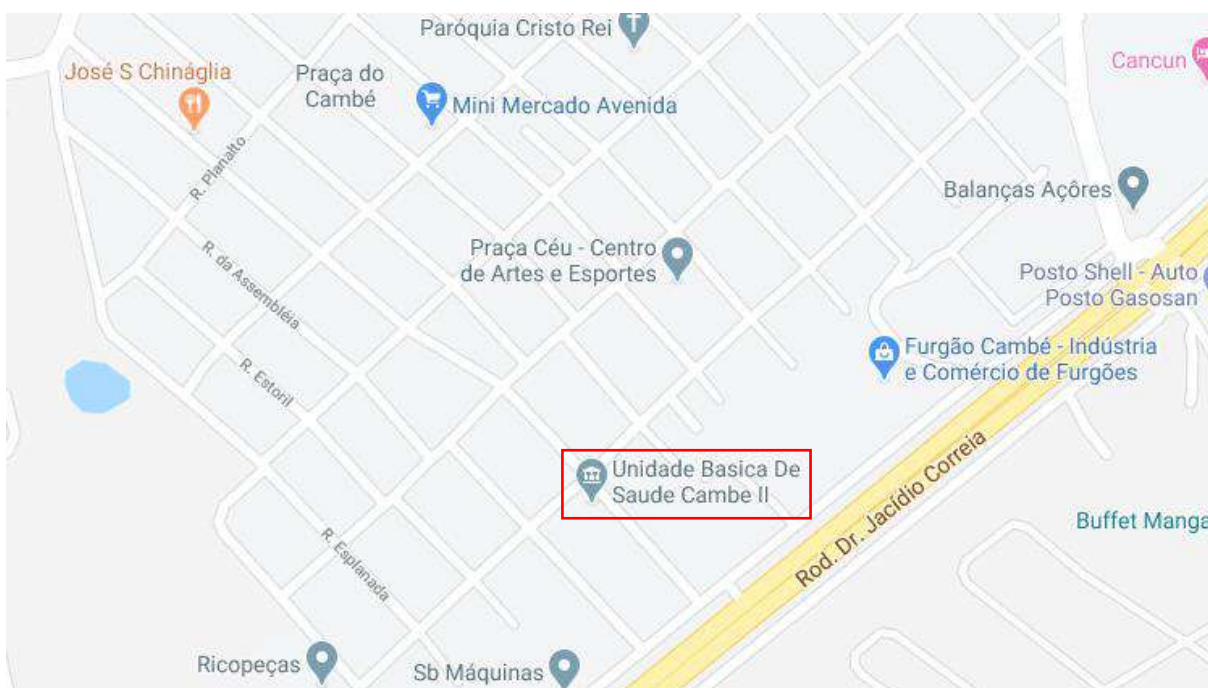 Paróquia Cristo Rei
Cancun
José S Chináglia
Praça do
Cambé
Mini Mercado Avenida
R. Planalto
Balanças Açôres
Praça Céu - Centro
de Artes e Esportes
R. da Assembléia
Posto Shell - Auto
Posto Gasosan
Furgão Cambé - Indústria
e Comércio de Furgões
R. Estoril
Unidade Basica De
Saude Cambe II
Rod. Dr. Jacídio Correia
Buffet Manga
R. Esplanada
Ricopeças
Sb Máquinas